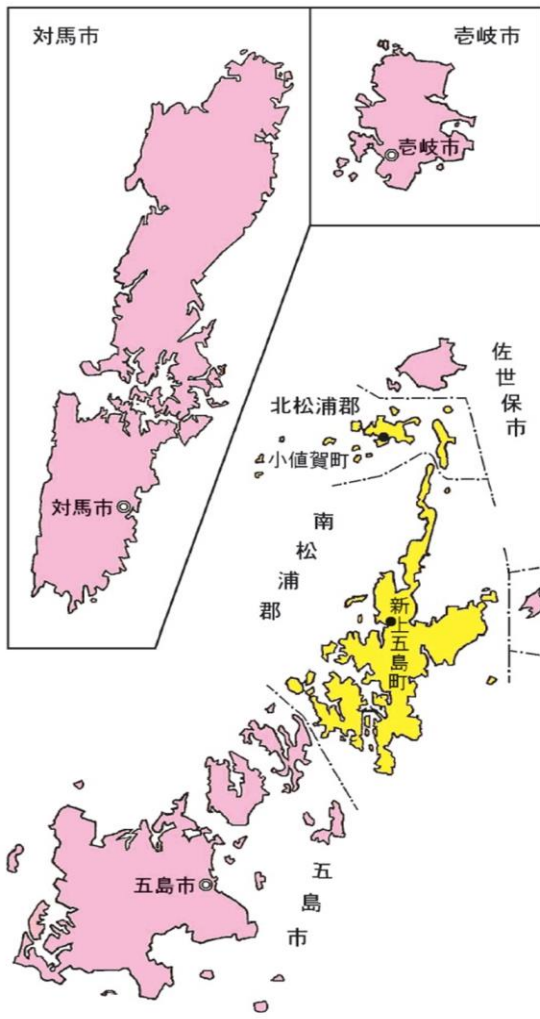 対馬市
壱岐市
壱岐市
佐世保市
北松浦郡
小値賀町
対馬市
南松浦郡
新上五島町
五島市
五島市